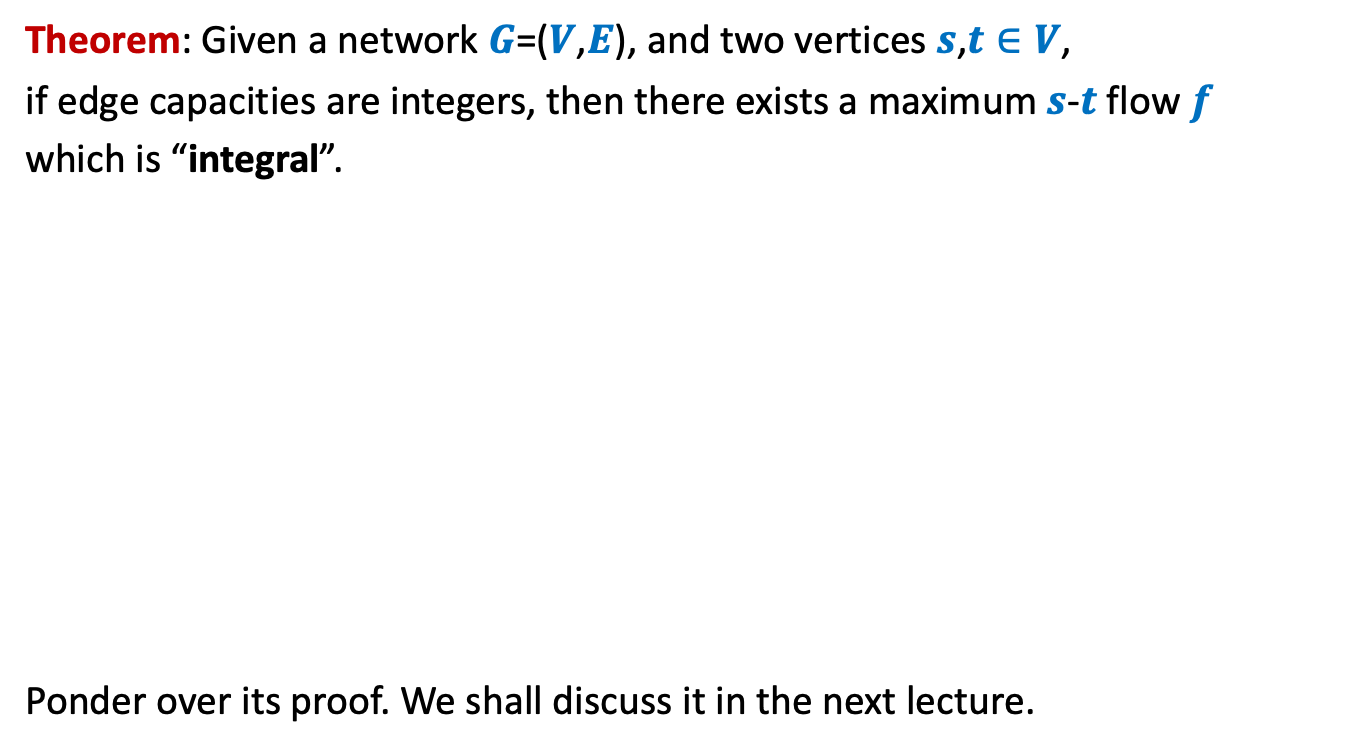 Theorem: Given a network G=(V,E), and two vertices s,t ∈ V,
if edge capacities are integers, then there exists a maximum s-t flow f
which is “integral”.
Ponder over its proof. We shall discuss it in the next lecture.